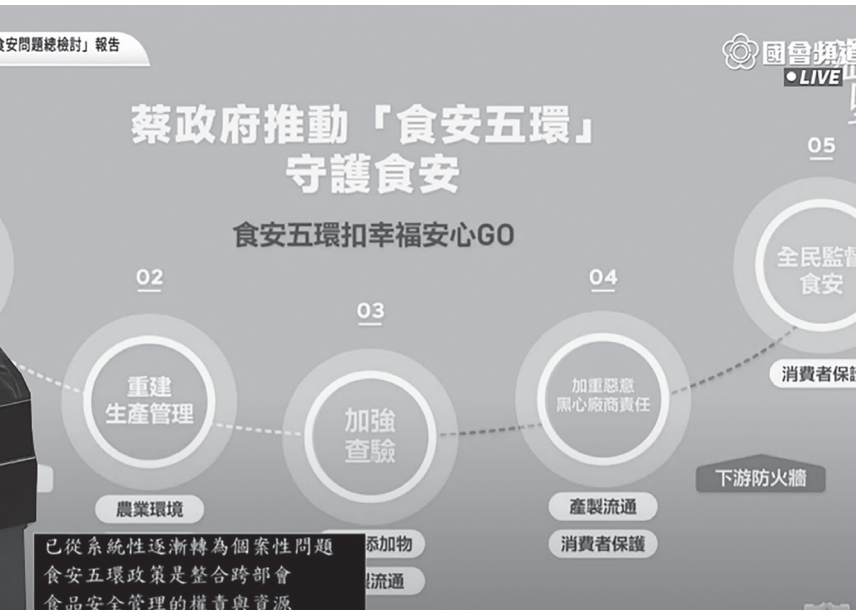 食安問題總檢討」報告
國會頻道
LIVE
蔡政府推動「食安五環」
守護食安
食安五環扣幸福安心GO
02
重建
生產管理
農業環境
03
加強
查驗
添加物
流通
04
加重惡意
黑心廠商責任
產製流通
消費者保護
05
全民監督
食安
消費者保護
下游防火牆
已從系統性逐漸轉為個案性問題
食安五環政策是整合跨部會
食品安全管理的權責與資源